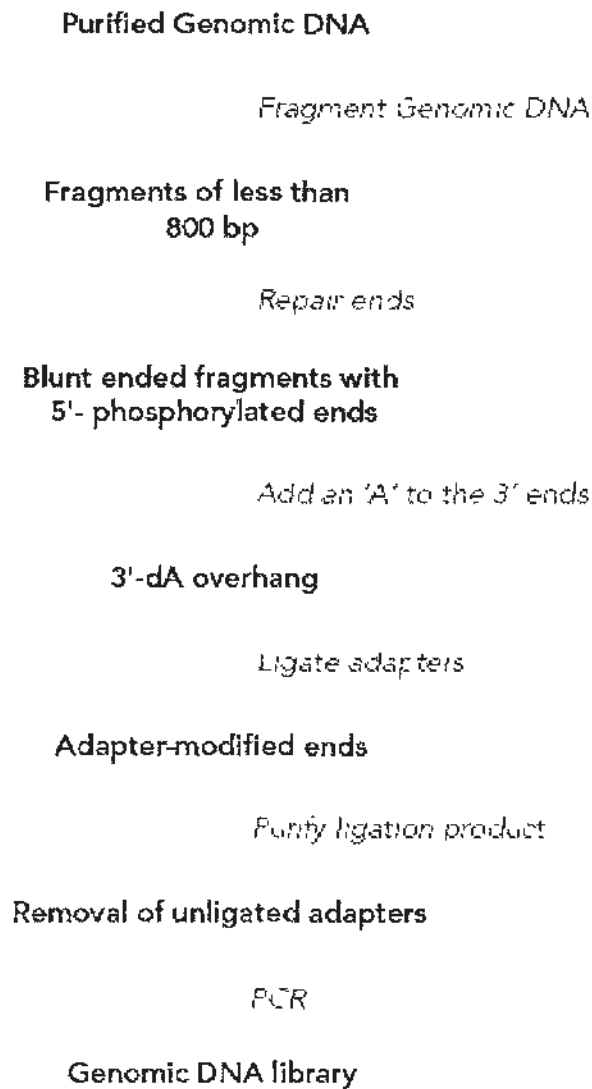 Purified Genomic DNA
Fragment Genomic DNA
Fragments of less than
800 bp
Repair ends
Blunt ended fragments with
5'- phosphorylated ends
Add an 'A' to the 3' ends
3'-dA overhang
Ligate adapters
Adapter-modified ends
Purify ligation product
Removal of unligated adapters
PCR
Genomic DNA library